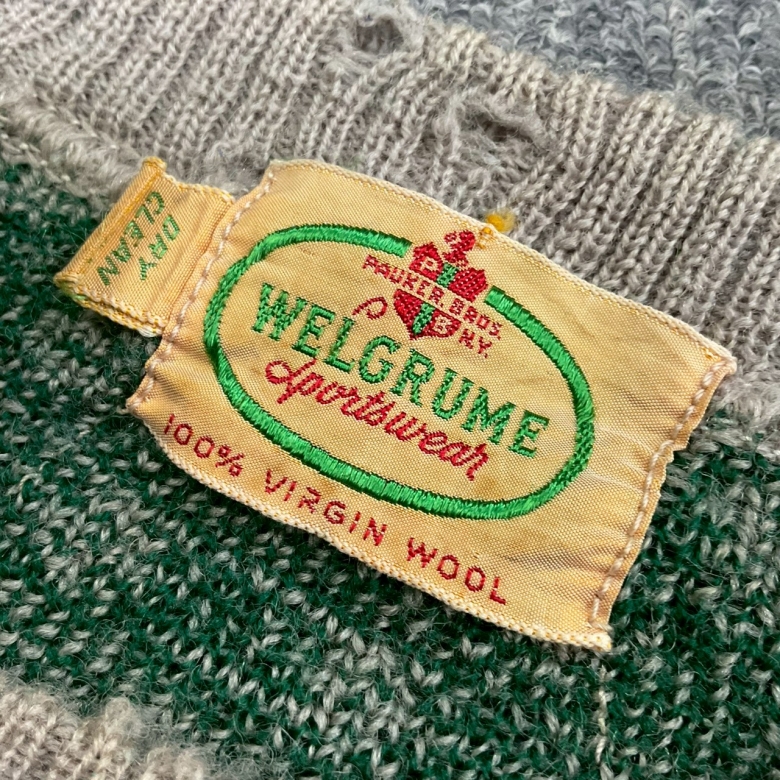 DRY
CLEAN
PAUKER BROS.
N.Y.
P B
WELGRUME
Sportswear
100% VIRGIN WOOL